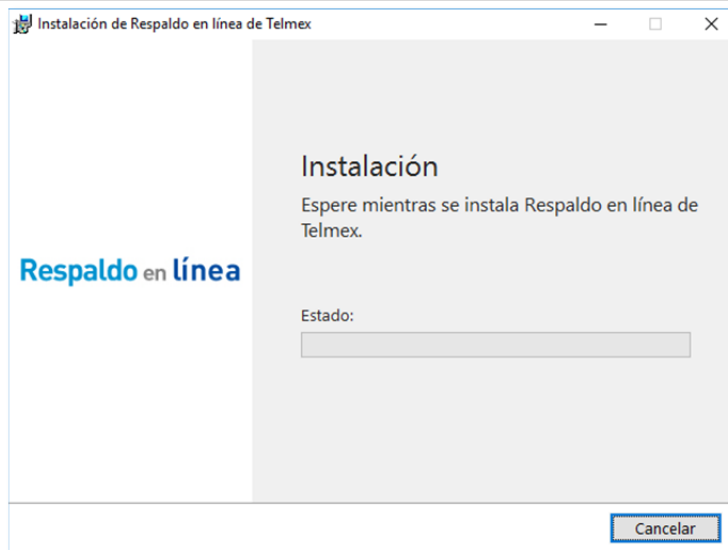 Instalación de Respaldo en línea de Telmex
Instalación
Espere mientras se instala Respaldo en línea de
Telmex.
Respaldo en línea
Estado:
Cancelar